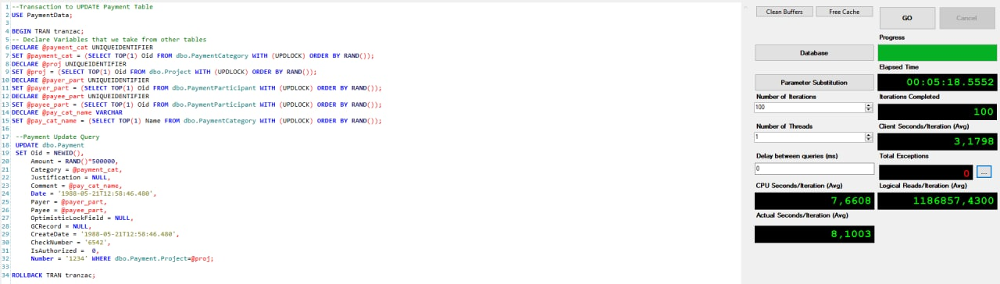 1 --Transaction to UPDATE Payment Table
2 USE PaymentData;
3
4 BEGIN TRAN tranzac;
5 -- Declare Variables that we take from other tables
6 DECLARE @payment_cat UNIQUEIDENTIFIER
7 SET @payment_cat = (SELECT TOP(1) Oid FROM dbo.PaymentCategory WITH (UPDLOCK) ORDER BY RAND());
8 DECLARE @proj UNIQUEIDENTIFIER
9 SET @proj = (SELECT TOP(1) Oid FROM dbo.Project WITH (UPDLOCK) ORDER BY RAND());
10 DECLARE @payer_part UNIQUEIDENTIFIER
11 SET @payer_part = (SELECT TOP(1) Oid FROM dbo.PaymentParticipant WITH (UPDLOCK) ORDER BY RAND());
12 DECLARE @payee_part UNIQUEIDENTIFIER
13 SET @payee_part = (SELECT TOP(1) Oid FROM dbo.PaymentParticipant WITH (UPDLOCK) ORDER BY RAND());
14 DECLARE @pay_cat_name VARCHAR
15 SET @pay_cat_name = (SELECT TOP(1) Name FROM dbo.PaymentCategory WITH (UPDLOCK) ORDER BY RAND());
16
17 --Payment Update Query
18 UPDATE dbo.Payment
19 SET Oid = NEWID(),
20 Amount = RAND()*500000,
21 Category = @payment_cat,
22 Justification = NULL,
23 Comment = @pay_cat_name,
24 Date = '1988-05-21T12:58:46.480',
25 Payer = @payer_part,
26 Payee = @payee_part,
27 OptimisticLockField = NULL,
28 GCRecord = NULL,
29 CreateDate = '1988-05-21T12:58:46.480',
30 CheckNumber = '6542',
31 IsAuthorized = 0,
32 Number = '1234' WHERE dbo.Payment.Project=@proj;
33
34 ROLLBACK TRAN tranzac;
Clean Buffers Free Cache GO Cancel
Progress
Database
Elapsed Time
00:05:18.5552
Parameter Substitution
Number of Iterations
100
Iterations Completed
100
Number of Threads
1
Client Seconds/Iteration (Avg)
3,1798
Delay between queries (ms)
0
Total Exceptions
0 ...
CPU Seconds/Iteration (Avg)
7,6608
Logical Reads/Iteration (Avg)
1186857,4300
Actual Seconds/Iteration (Avg)
8,1003